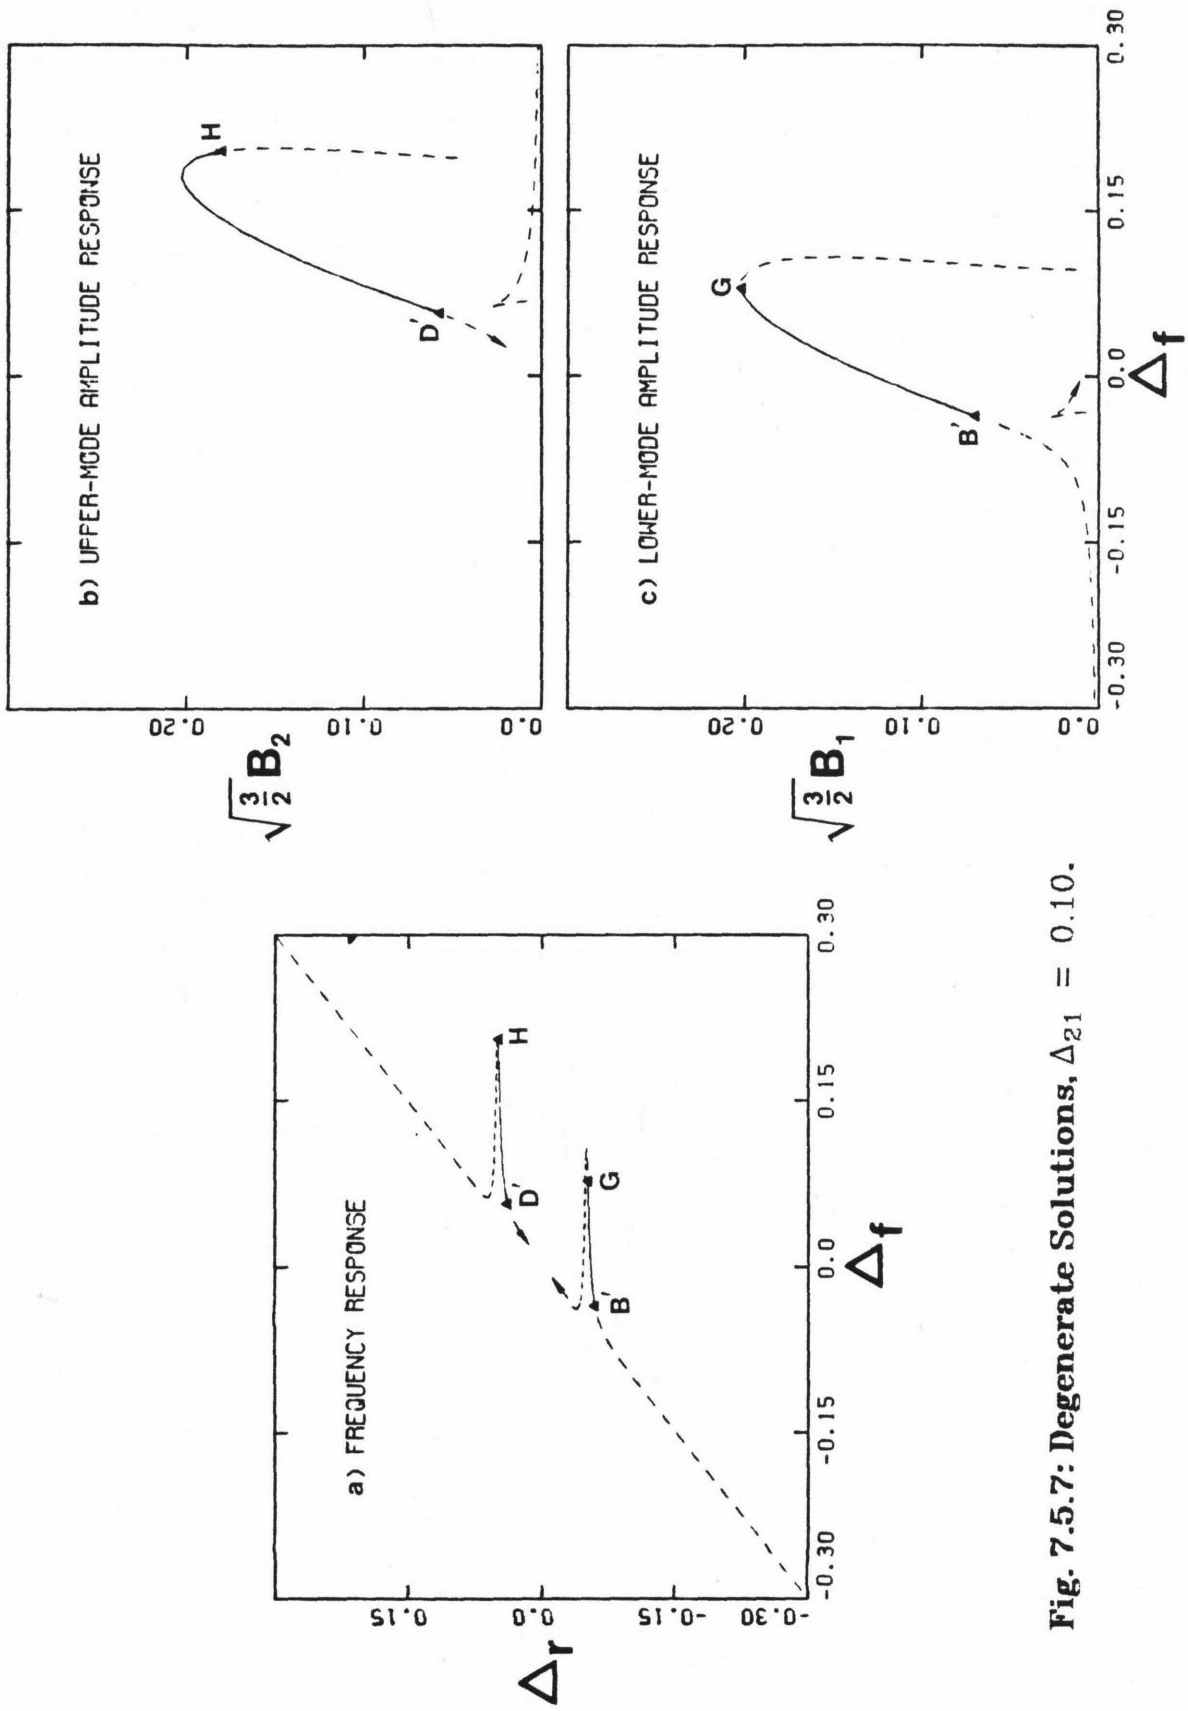 a) FREQUENCY RESPONSE
Δr
0.15
0.0
-0.15
-0.30
-0.30
-0.15
0.0
0.15
0.30
Δf
B́
G
D́
H
b) UPPER-MODE AMPLITUDE RESPONSE
√3/2 B2
0.20
0.10
0.0
D́
H
c) LOWER-MODE AMPLITUDE RESPONSE
√3/2 B1
0.20
0.10
0.0
-0.30
-0.15
0.0
0.15
0.30
Δf
B́
G
Fig. 7.5.7: Degenerate Solutions, Δ21 = 0.10.